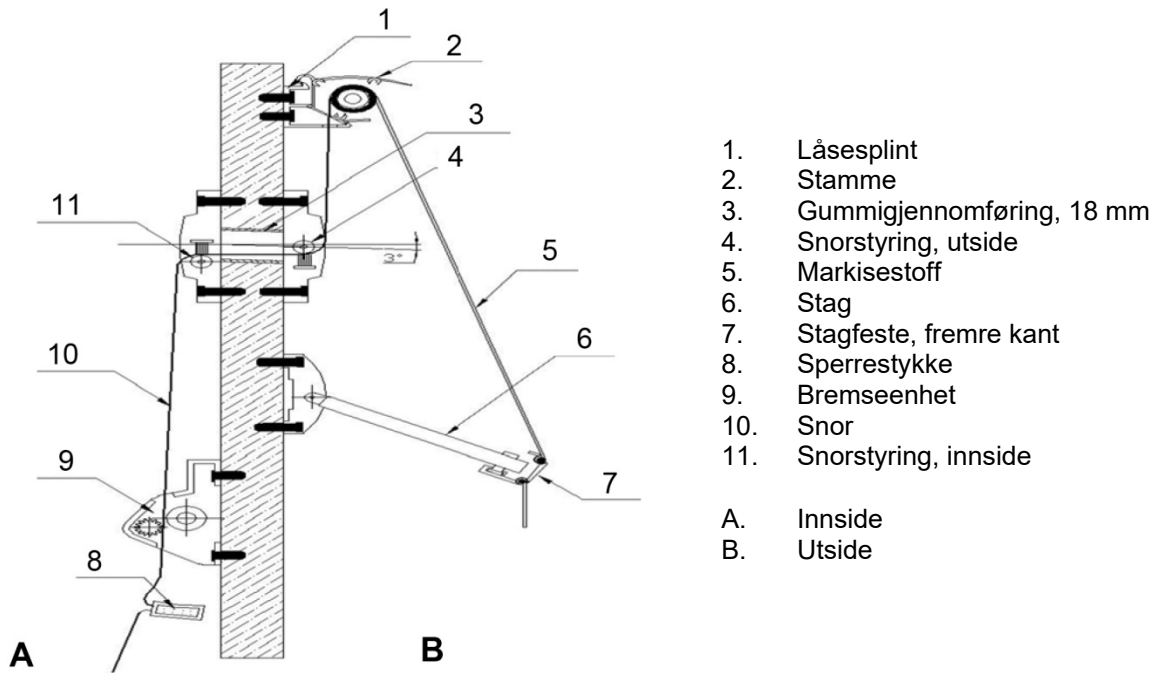 1
2
3
4
11
3°
5
10
6
9
7
8
A
B
1. Låsesplint
2. Stamme
3. Gummigjennomføring, 18 mm
4. Snorstyring, utside
5. Markisestoff
6. Stag
7. Stagfeste, fremre kant
8. Sperrestykke
9. Bremseenhet
10. Snor
11. Snorstyring, innside
A. Innside
B. Utside